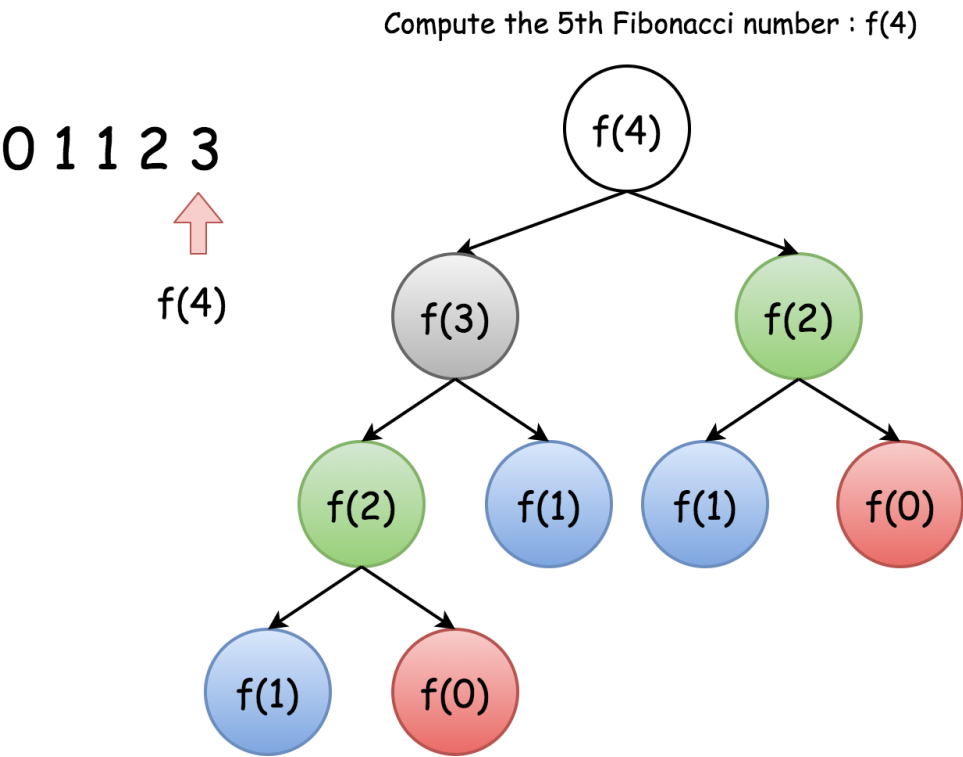 Compute the 5th Fibonacci number : f(4)
0 1 1 2 3
f(4)
f(4)
f(3)
f(2)
f(2)
f(1)
f(1)
f(0)
f(1)
f(0)